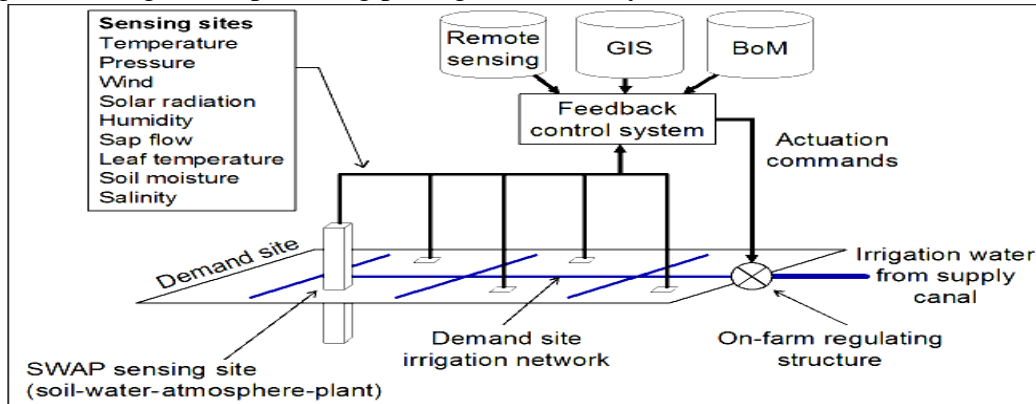 Sensing sites
Temperature
Pressure
Wind
Solar radiation
Humidity
Sap flow
Leaf temperature
Soil moisture
Salinity
Remote
sensing
GIS
BoM
Feedback
control system
Actuation
commands
Demand site
Irrigation water
from supply
canal
SWAP sensing site
(soil-water-atmosphere-plant)
Demand site
irrigation network
On-farm regulating
structure